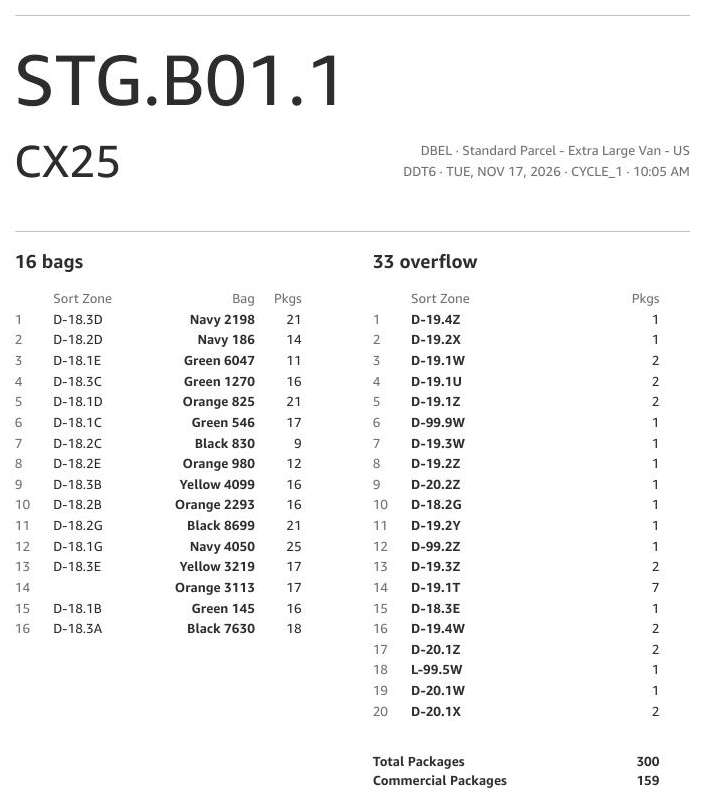 STG.B01.1
CX25
DBEL · Standard Parcel - Extra Large Van - US
DDT6 · TUE, NOV 17, 2026 · CYCLE_1 · 10:05 AM
16 bags
Sort Zone Bag Pkgs
1 D-18.3D Navy 2198 21
2 D-18.2D Navy 186 14
3 D-18.1E Green 6047 11
4 D-18.3C Green 1270 16
5 D-18.1D Orange 825 21
6 D-18.1C Green 546 17
7 D-18.2C Black 830 9
8 D-18.2E Orange 980 12
9 D-18.3B Yellow 4099 16
10 D-18.2B Orange 2293 16
11 D-18.2G Black 8699 21
12 D-18.1G Navy 4050 25
13 D-18.3E Yellow 3219 17
14 Orange 3113 17
15 D-18.1B Green 145 16
16 D-18.3A Black 7630 18
33 overflow
Sort Zone Pkgs
1 D-19.4Z 1
2 D-19.2X 1
3 D-19.1W 2
4 D-19.1U 2
5 D-19.1Z 2
6 D-99.9W 1
7 D-19.3W 1
8 D-19.2Z 1
9 D-20.2Z 1
10 D-18.2G 1
11 D-19.2Y 1
12 D-99.2Z 1
13 D-19.3Z 2
14 D-19.1T 7
15 D-18.3E 1
16 D-19.4W 2
17 D-20.1Z 2
18 L-99.5W 1
19 D-20.1W 1
20 D-20.1X 2
Total Packages 300
Commercial Packages 159